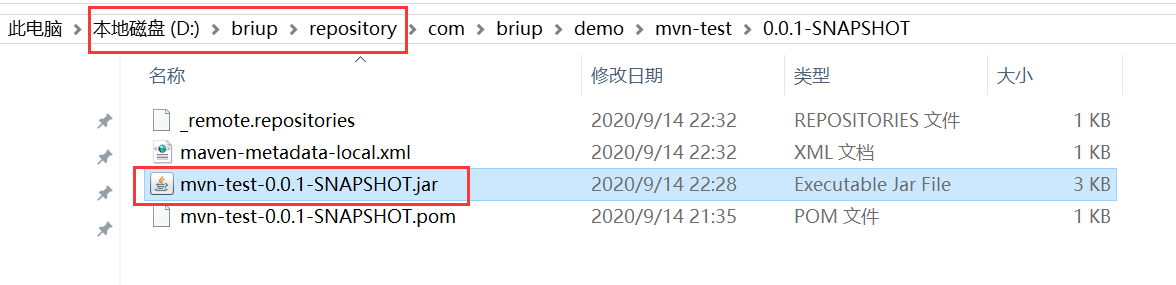 此电脑 > 本地磁盘 (D:) > briup > repository > com > briup > demo > mvn-test > 0.0.1-SNAPSHOT
名称 修改日期 类型 大小
_remote.repositories 2020/9/14 22:32 REPOSITORIES 文件 1 KB
maven-metadata-local.xml 2020/9/14 22:32 XML 文档 1 KB
mvn-test-0.0.1-SNAPSHOT.jar 2020/9/14 22:28 Executable Jar File 3 KB
mvn-test-0.0.1-SNAPSHOT.pom 2020/9/14 21:35 POM 文件 1 KB